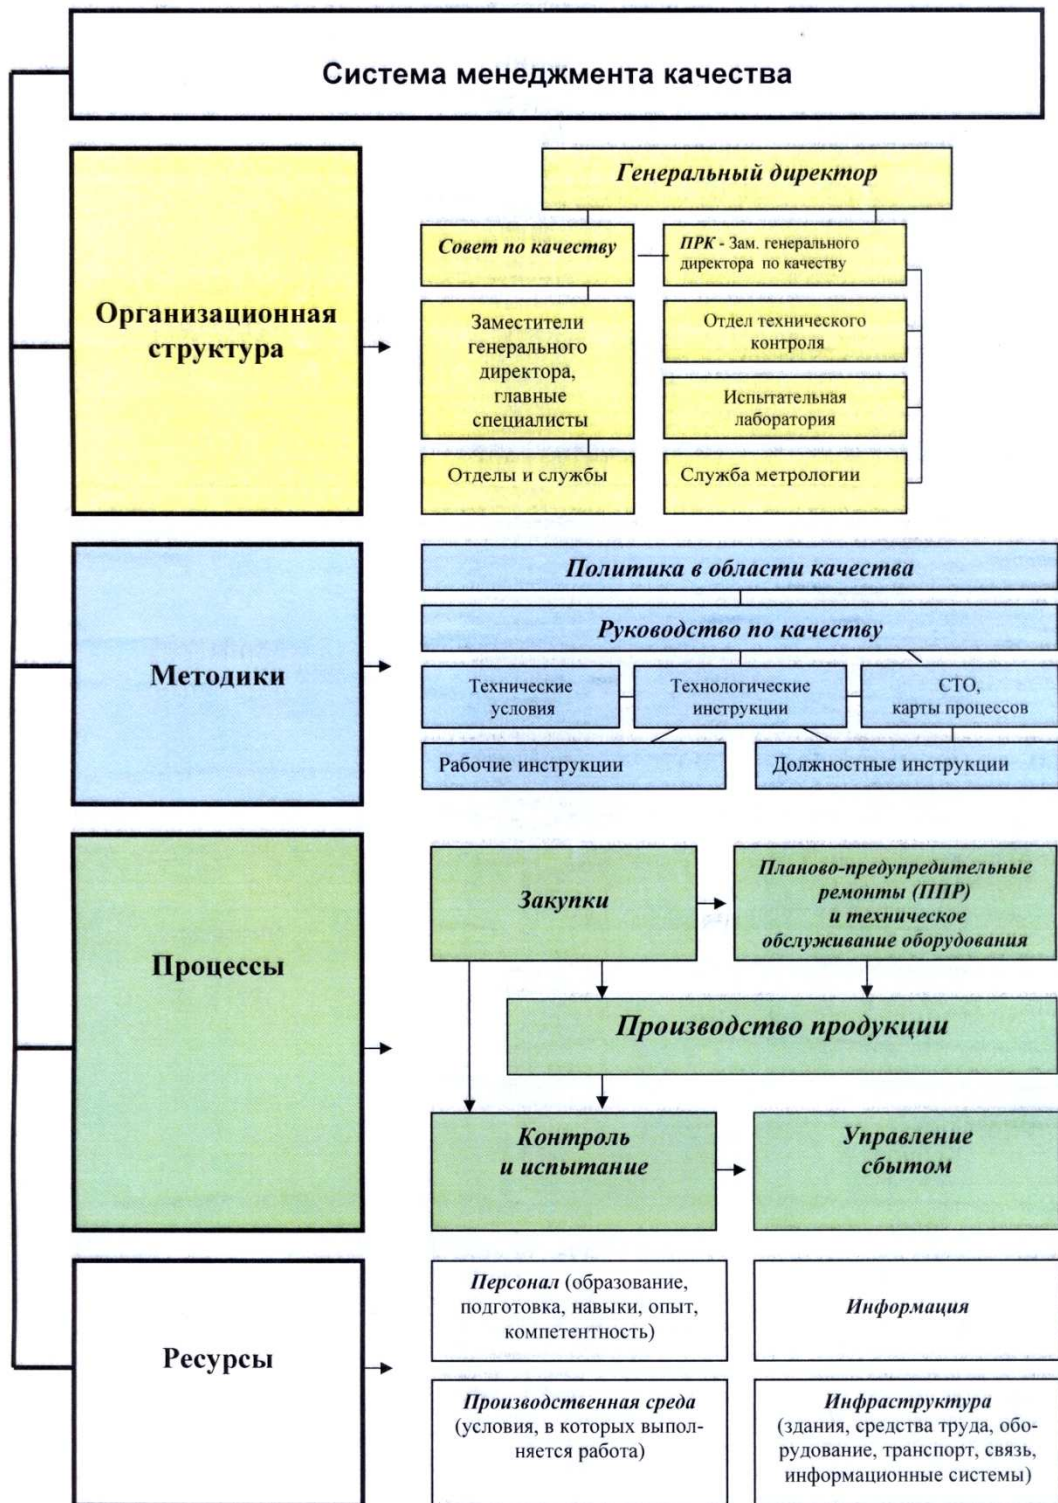 Система менеджмента качества
Организационная
структура
Генеральный директор
Совет по качеству
ПРК - Зам. генерального
директора по качеству
Заместители
генерального
директора,
главные
специалисты
Отдел технического
контроля
Испытательная
лаборатория
Отделы и службы
Служба метрологии
Методики
Политика в области качества
Руководство по качеству
Технические
условия
Технологические
инструкции
СТО,
карты процессов
Рабочие инструкции
Должностные инструкции
Процессы
Закупки
Планово-предупредительные
ремонты (ППР)
и техническое
обслуживание оборудования
Производство продукции
Контроль
и испытание
Управление
сбытом
Ресурсы
Персонал (образование,
подготовка, навыки, опыт,
компетентность)
Информация
Производственная среда
(условия, в которых выпол-
няется работа)
Инфраструктура
(здания, средства труда, обо-
рудование, транспорт, связь,
информационные системы)